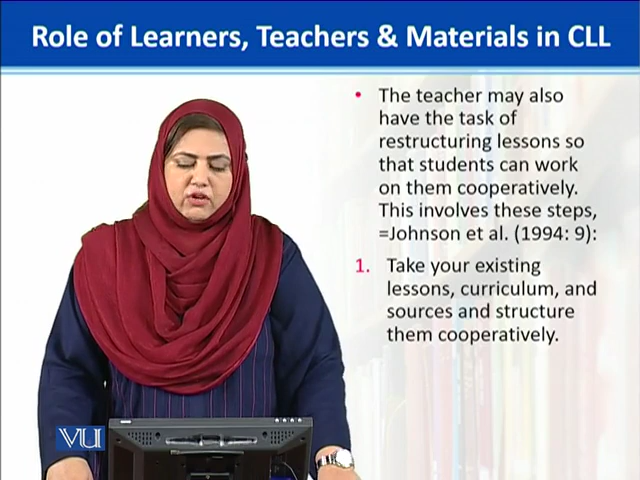 Role of Learners, Teachers & Materials in CLL
• The teacher may also
have the task of
restructuring lessons so
that students can work
on them cooperatively.
This involves these steps,
=Johnson et al. (1994: 9):
1. Take your existing
lessons, curriculum, and
sources and structure
them cooperatively.
VU